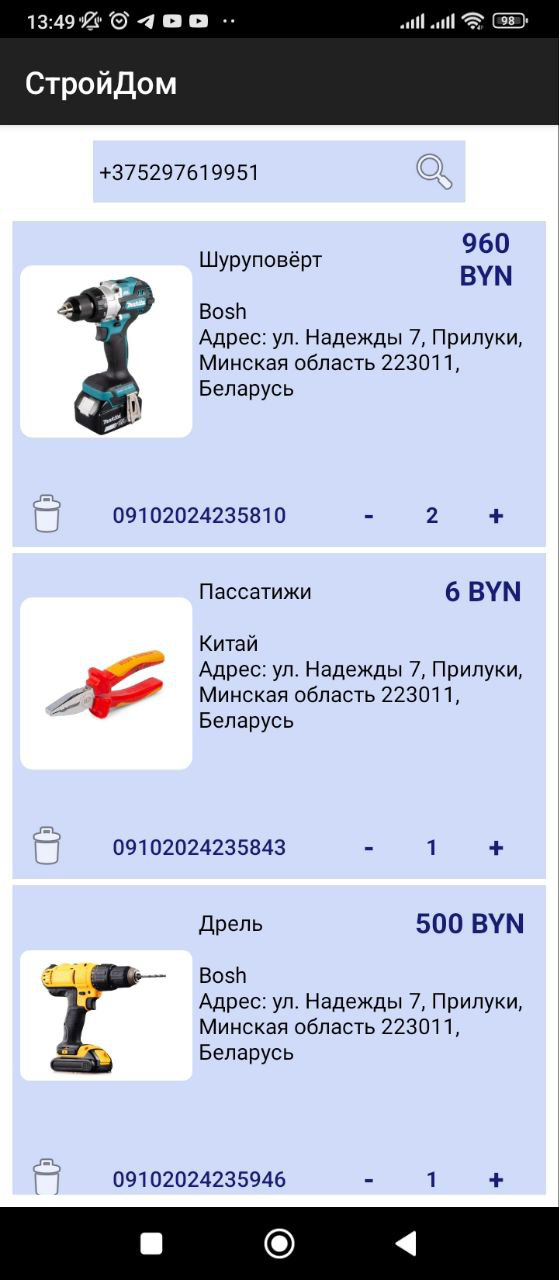 13:49
98
СтройДом
+375297619951
Шуруповёрт
960
BYN
Bosh
Адрес: ул. Надежды 7, Прилуки,
Минская область 223011,
Беларусь
makita
09102024235810
-
2
+
Пассатижи
6 BYN
Китай
Адрес: ул. Надежды 7, Прилуки,
Минская область 223011,
Беларусь
09102024235843
-
1
+
Дрель
500 BYN
Bosh
Адрес: ул. Надежды 7, Прилуки,
Минская область 223011,
Беларусь
09102024235946
-
1
+